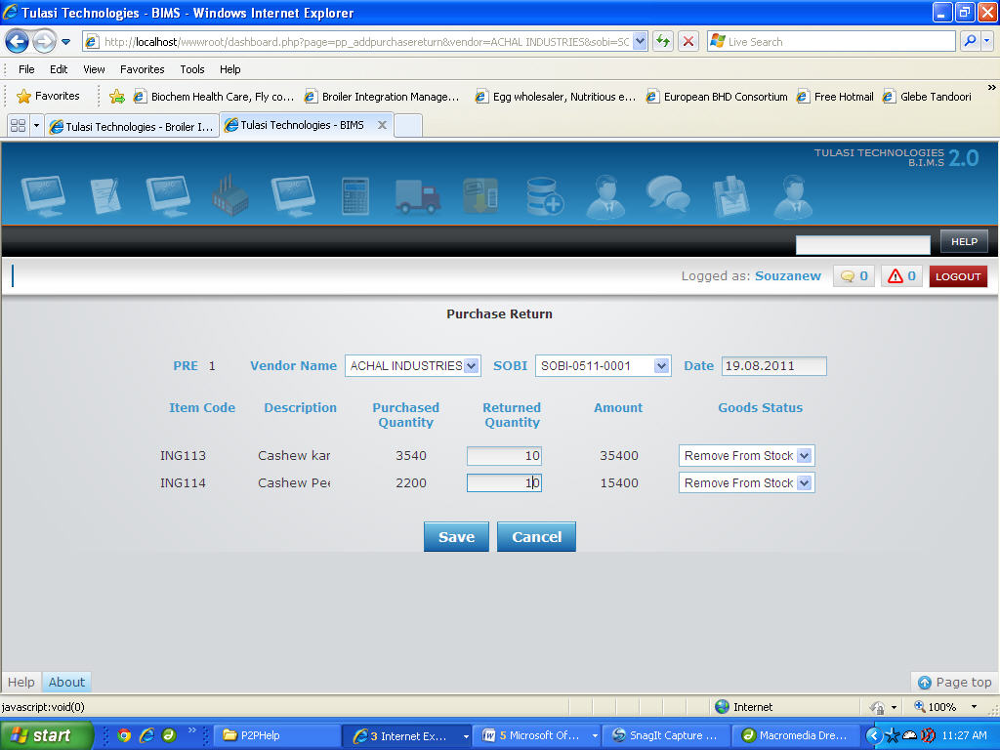 Tulasi Technologies - BIMS - Windows Internet Explorer
http://localhost/wwwroot/dashboard.php?page=pp_addpurchasereturn&vendor=ACHAL INDUSTRIES&sobi=SO
Live Search
File Edit View Favorites Tools Help
Favorites Biochem Health Care, Fly co... Broiler Integration Manage... Egg wholesaler, Nutritious e... European BHD Consortium Free Hotmail Glebe Tandoori »
Tulasi Technologies - Broiler I... Tulasi Technologies - BIMS X
TULASI TECHNOLOGIES 2.0
B.I.M.S
HELP
Logged as: Souzanew 0 0 LOGOUT
Purchase Return
PRE 1 Vendor Name ACHAL INDUSTRIES SOBI SOBI-0511-0001 Date 19.08.2011
Item Code Description Purchased Quantity Returned Quantity Amount Goods Status
ING113 Cashew kar 3540 10 35400 Remove From Stock
ING114 Cashew Pee 2200 10 15400 Remove From Stock
Save Cancel
Help About Page top
javascript:void(0) Internet 100%
start » P2PHelp 3 Internet Ex... 5 Microsoft Of... SnagIt Capture ... Macromedia Dre... 11:27 AM